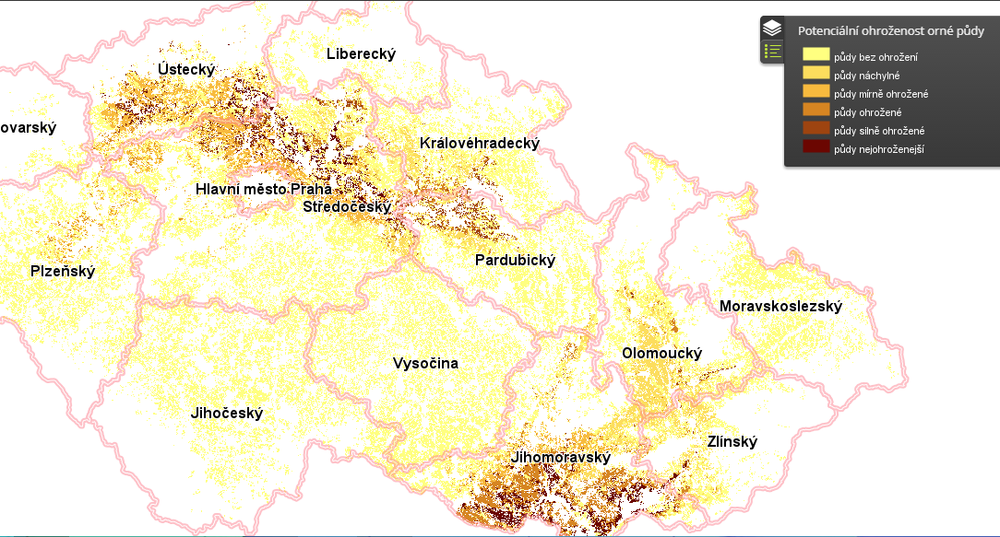 Potenciální ohroženost orné půdy
půdy bez ohrožení
půdy náchylné
půdy mírně ohrožené
půdy ohrožené
půdy silně ohrožené
půdy nejohroženejší
Liberecký
Ústecký
ovarský
Královéhradecký
Hlavní město Praha
Středočeský
Pardubický
Plzeňský
Moravskoslezský
Olomoucký
Vysočina
Jihočeský
Zlínský
Jihomoravský